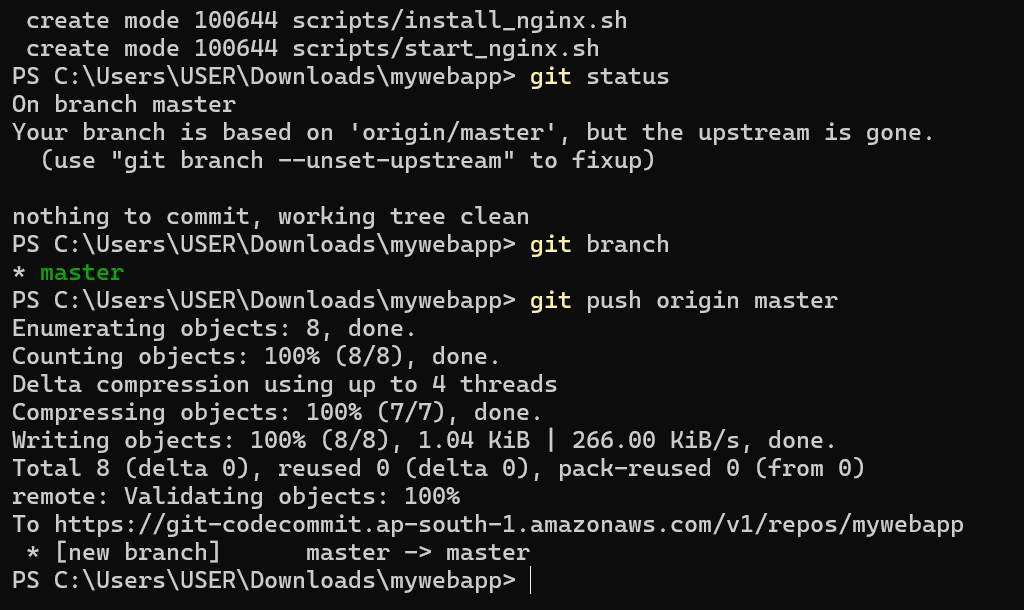 create mode 100644 scripts/install_nginx.sh
create mode 100644 scripts/start_nginx.sh
PS C:\Users\USER\Downloads\mywebapp> git status
On branch master
Your branch is based on 'origin/master', but the upstream is gone.
(use "git branch --unset-upstream" to fixup)
nothing to commit, working tree clean
PS C:\Users\USER\Downloads\mywebapp> git branch
* master
PS C:\Users\USER\Downloads\mywebapp> git push origin master
Enumerating objects: 8, done.
Counting objects: 100% (8/8), done.
Delta compression using up to 4 threads
Compressing objects: 100% (7/7), done.
Writing objects: 100% (8/8), 1.04 KiB | 266.00 KiB/s, done.
Total 8 (delta 0), reused 0 (delta 0), pack-reused 0 (from 0)
remote: Validating objects: 100%
To https://git-codecommit.ap-south-1.amazonaws.com/v1/repos/mywebapp
* [new branch]      master -> master
PS C:\Users\USER\Downloads\mywebapp>